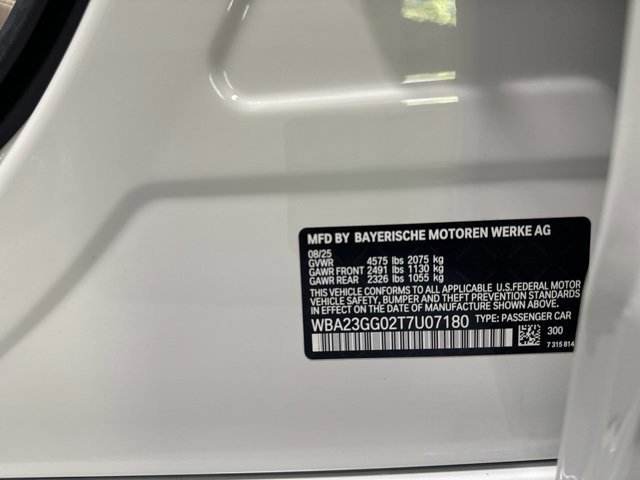 MFD BY BAYERISCHE MOTOREN WERKE AG
08/25
GVWR 4575 lbs 2075 kg
GAWR FRONT 2491 lbs 1130 kg
GAWR REAR 2326 lbs 1055 kg
THIS VEHICLE CONFORMS TO ALL APPLICABLE U.S.FEDERAL MOTOR
VEHICLE SAFETY, BUMPER AND THEFT PREVENTION STANDARDS
IN EFFECT ON THE DATE OF MANUFACTURE SHOWN ABOVE.
WBA23GG02T7U07180 TYPE: PASSENGER CAR
300
7 315 814